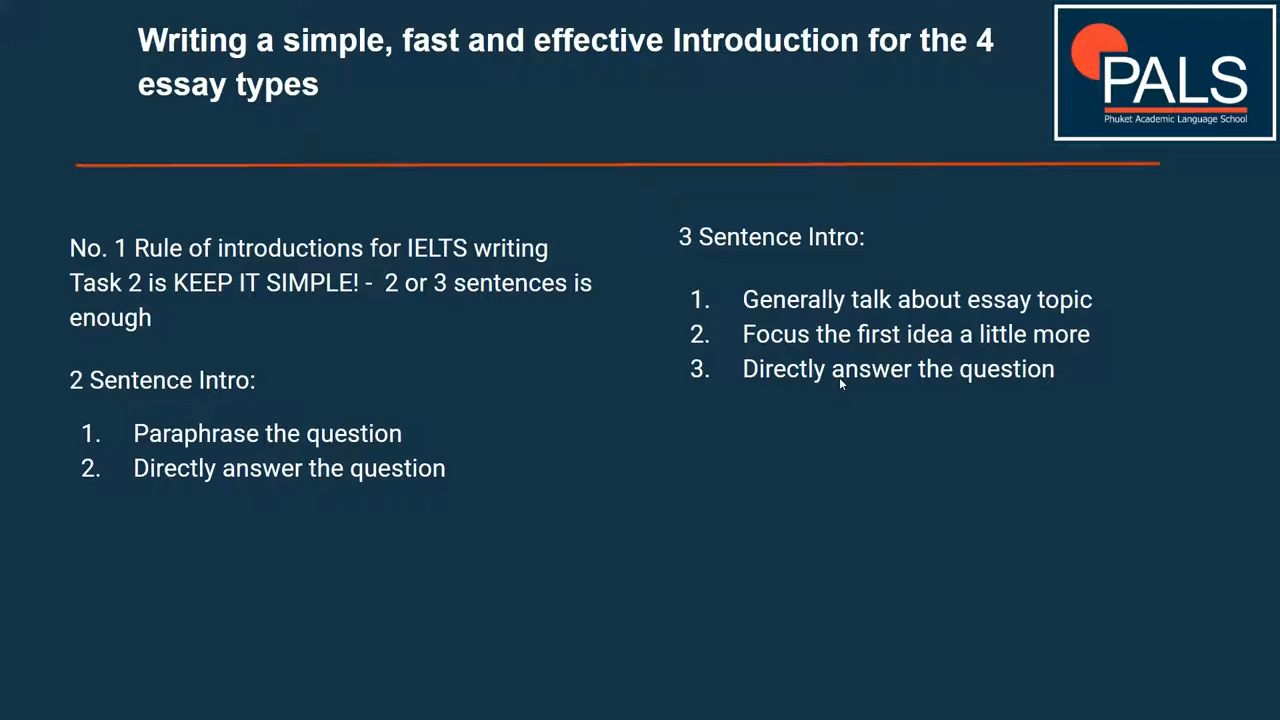 Writing a simple, fast and effective Introduction for the 4
essay types
PALS
Phuket Academic Language School
No. 1 Rule of introductions for IELTS writing
Task 2 is KEEP IT SIMPLE! -  2 or 3 sentences is
enough
2 Sentence Intro:
1. Paraphrase the question
2. Directly answer the question
3 Sentence Intro:
1. Generally talk about essay topic
2. Focus the first idea a little more
3. Directly answer the question